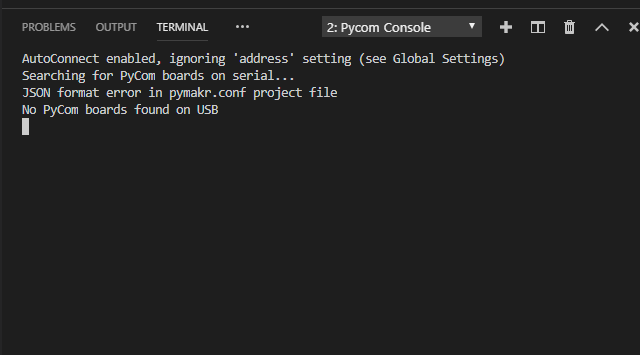 PROBLEMS OUTPUT TERMINAL ••• 2: Pycom Console
AutoConnect enabled, ignoring 'address' setting (see Global Settings)
Searching for PyCom boards on serial...
JSON format error in pymakr.conf project file
No PyCom boards found on USB